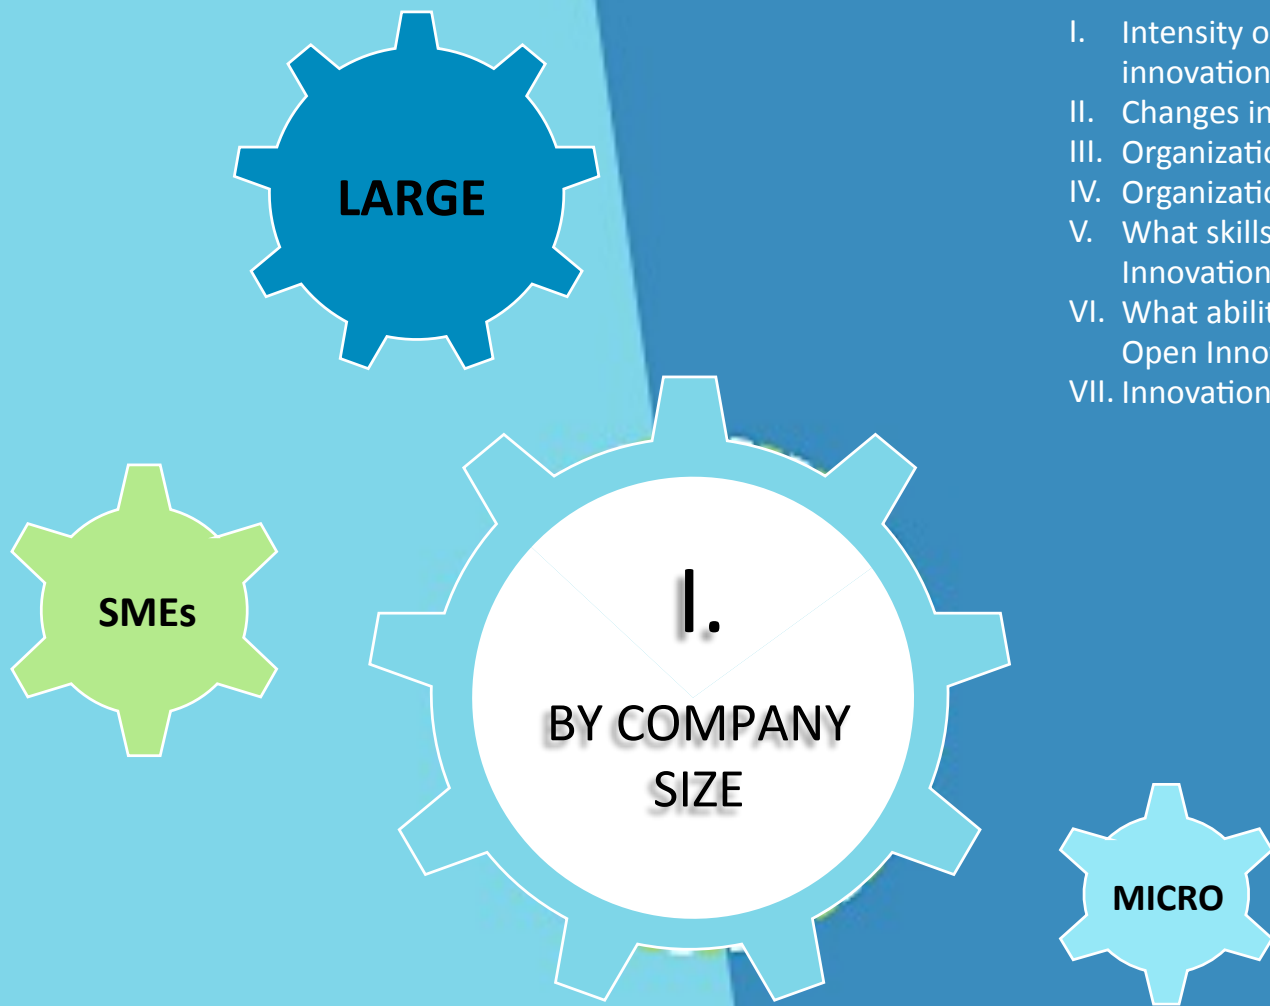 I. Intensity o
innovation
II. Changes in
III. Organizatio
IV. Organizatio
V. What skills
Innovation
VI. What abilit
Open Inno
VII. Innovation
LARGE
SMEs
I.
BY COMPANY
SIZE
MICRO